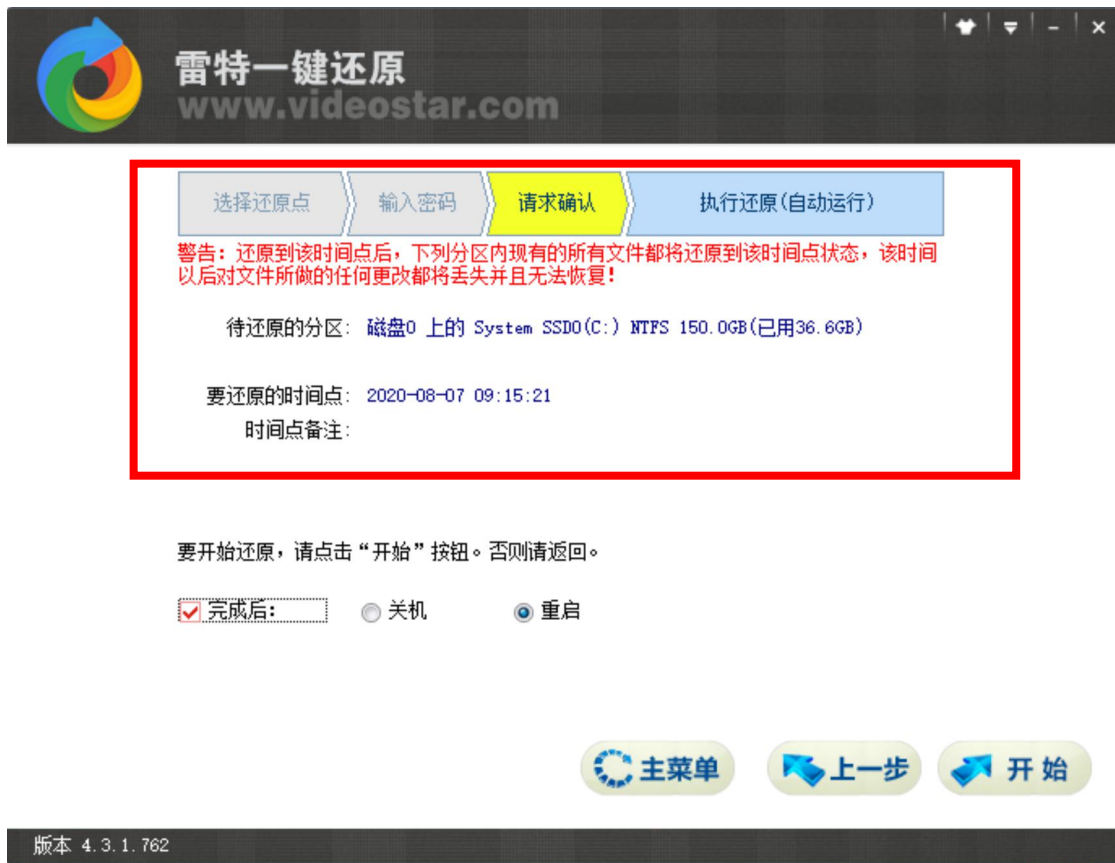 雷特一键还原
www.videostar.com
选择还原点 输入密码 请求确认 执行还原(自动运行)
警告：还原到该时间点后，下列分区内现有的所有文件都将还原到该时间点状态，该时间
以后对文件所做的任何更改都将丢失并且无法恢复！
待还原的分区： 磁盘0 上的 System SSD0(C:) NTFS 150.0GB(已用36.6GB)
要还原的时间点： 2020-08-07 09:15:21
时间点备注：
要开始还原，请点击“开始”按钮。否则请返回。
完成后： 关机 重启
主菜单 上一步 开始
版本 4.3.1.762